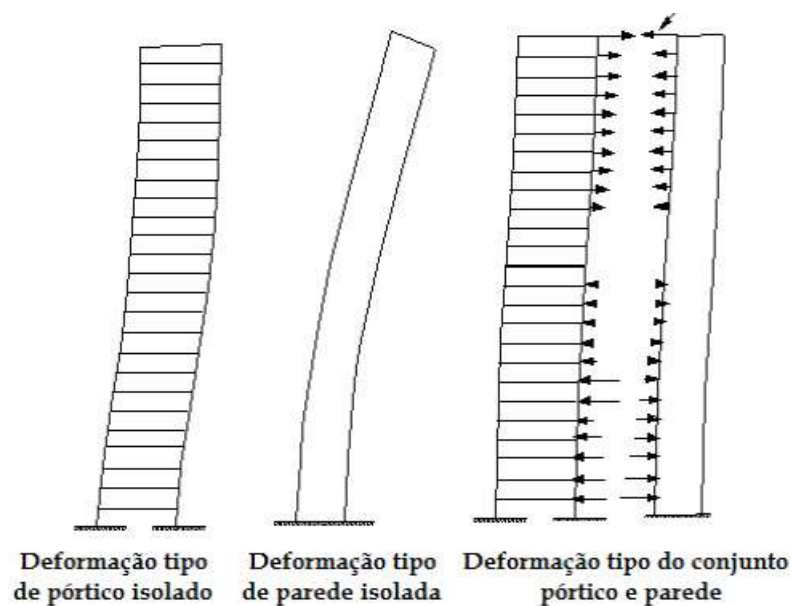 Deformação tipo
de pórtico isolado
Deformação tipo
de parede isolada
Deformação tipo do conjunto
pórtico e parede